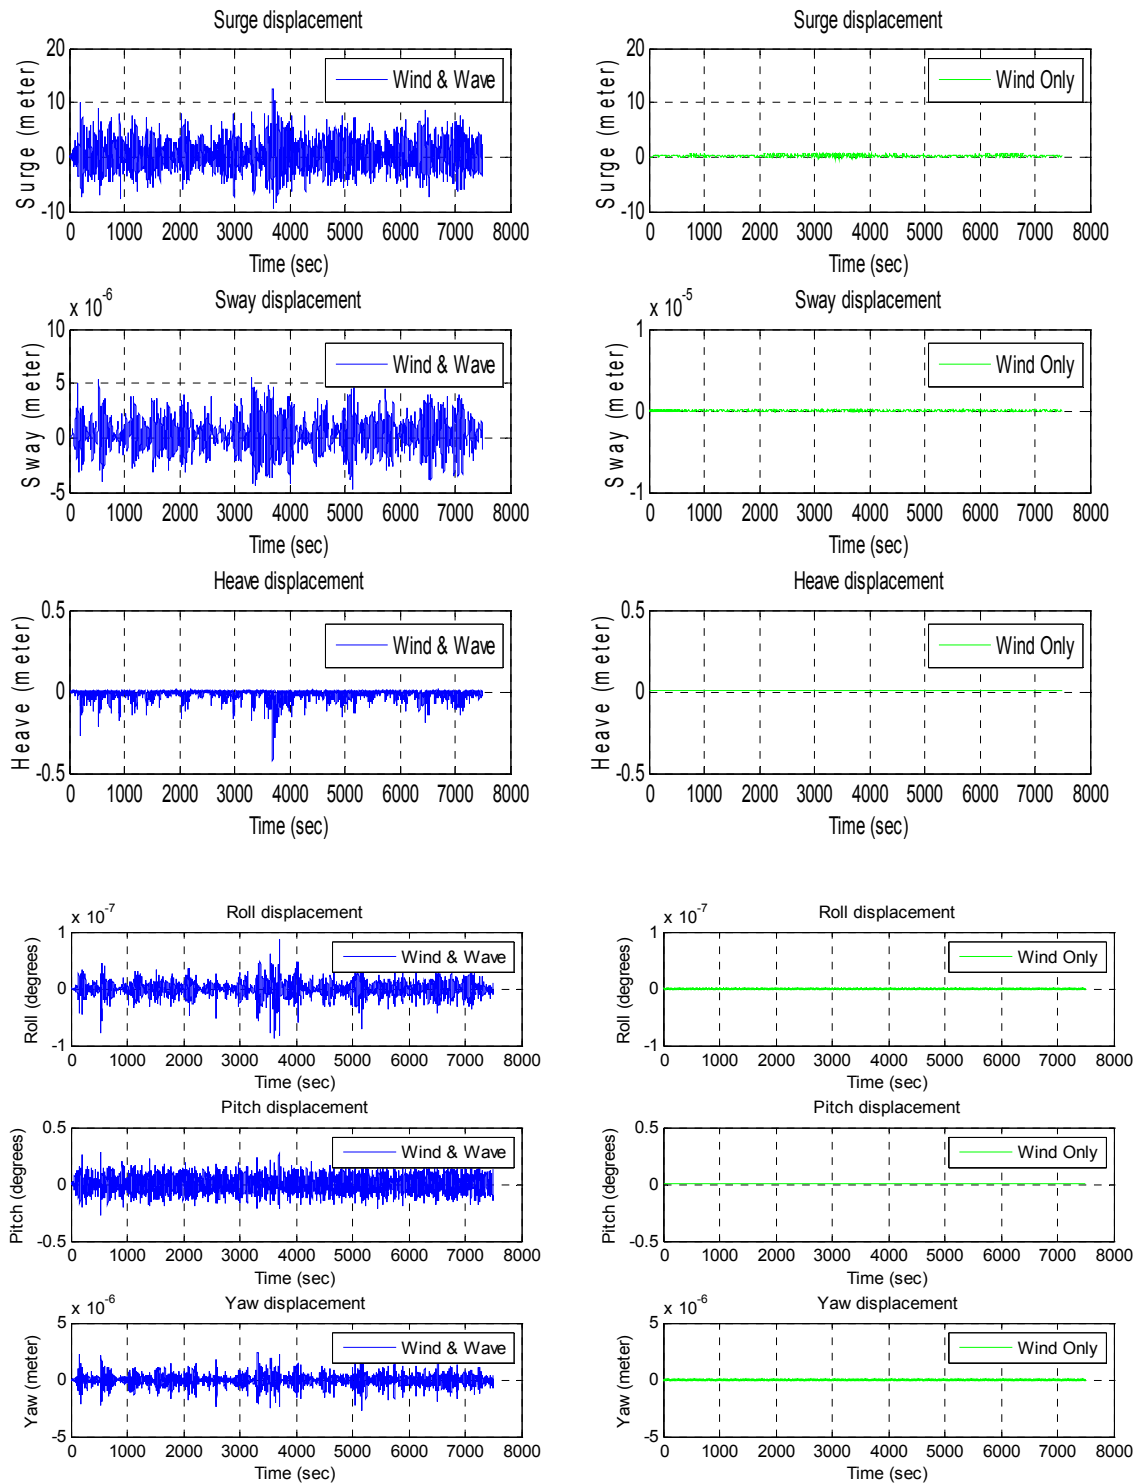 Surge displacement
Surge displacement
20
10
0
-10
Surge (meter)
Wind & Wave
0 1000 2000 3000 4000 5000 6000 7000 8000
Time (sec)
20
10
0
-10
Surge (meter)
Wind Only
0 1000 2000 3000 4000 5000 6000 7000 8000
Time (sec)
x 10^-6
Sway displacement
10
5
0
-5
Sway (meter)
Wind & Wave
0 1000 2000 3000 4000 5000 6000 7000 8000
Time (sec)
x 10^-5
Sway displacement
1
0
-1
Sway (meter)
Wind Only
0 1000 2000 3000 4000 5000 6000 7000 8000
Time (sec)
Heave displacement
0.5
0
-0.5
Heave (meter)
Wind & Wave
0 1000 2000 3000 4000 5000 6000 7000 8000
Time (sec)
Heave displacement
0.5
0
-0.5
Heave (meter)
Wind Only
0 1000 2000 3000 4000 5000 6000 7000 8000
Time (sec)
x 10^-7
Roll displacement
1
0
-1
Roll (degrees)
Wind & Wave
0 1000 2000 3000 4000 5000 6000 7000 8000
Time (sec)
x 10^-7
Roll displacement
1
0
-1
Roll (degrees)
Wind Only
0 1000 2000 3000 4000 5000 6000 7000 8000
Time (sec)
Pitch displacement
0.5
0
-0.5
Pitch (degrees)
Wind & Wave
0 1000 2000 3000 4000 5000 6000 7000 8000
Time (sec)
Pitch displacement
0.5
0
-0.5
Pitch (degrees)
Wind Only
0 1000 2000 3000 4000 5000 6000 7000 8000
Time (sec)
x 10^-6
Yaw displacement
5
0
-5
Yaw (meter)
Wind & Wave
0 1000 2000 3000 4000 5000 6000 7000 8000
Time (sec)
x 10^-6
Yaw displacement
5
0
-5
Yaw (meter)
Wind Only
0 1000 2000 3000 4000 5000 6000 7000 8000
Time (sec)